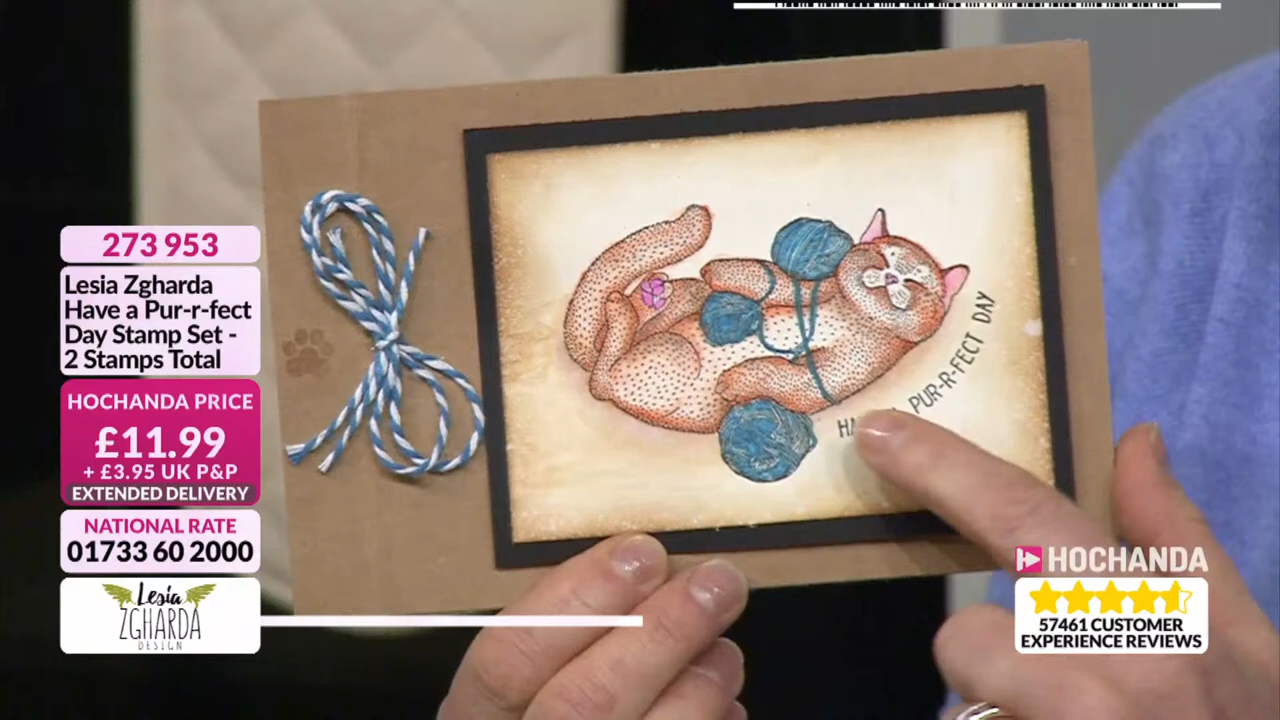 273 953
Lesia Zgharda
Have a Pur-r-fect
Day Stamp Set -
2 Stamps Total
HOCHANDA PRICE
£11.99
+ £3.95 UK P&P
EXTENDED DELIVERY
NATIONAL RATE
01733 60 2000
Lesia
ZGHARDA
DESIGN
PUR-R-FECT DAY
HOCHANDA
57461 CUSTOMER
EXPERIENCE REVIEWS